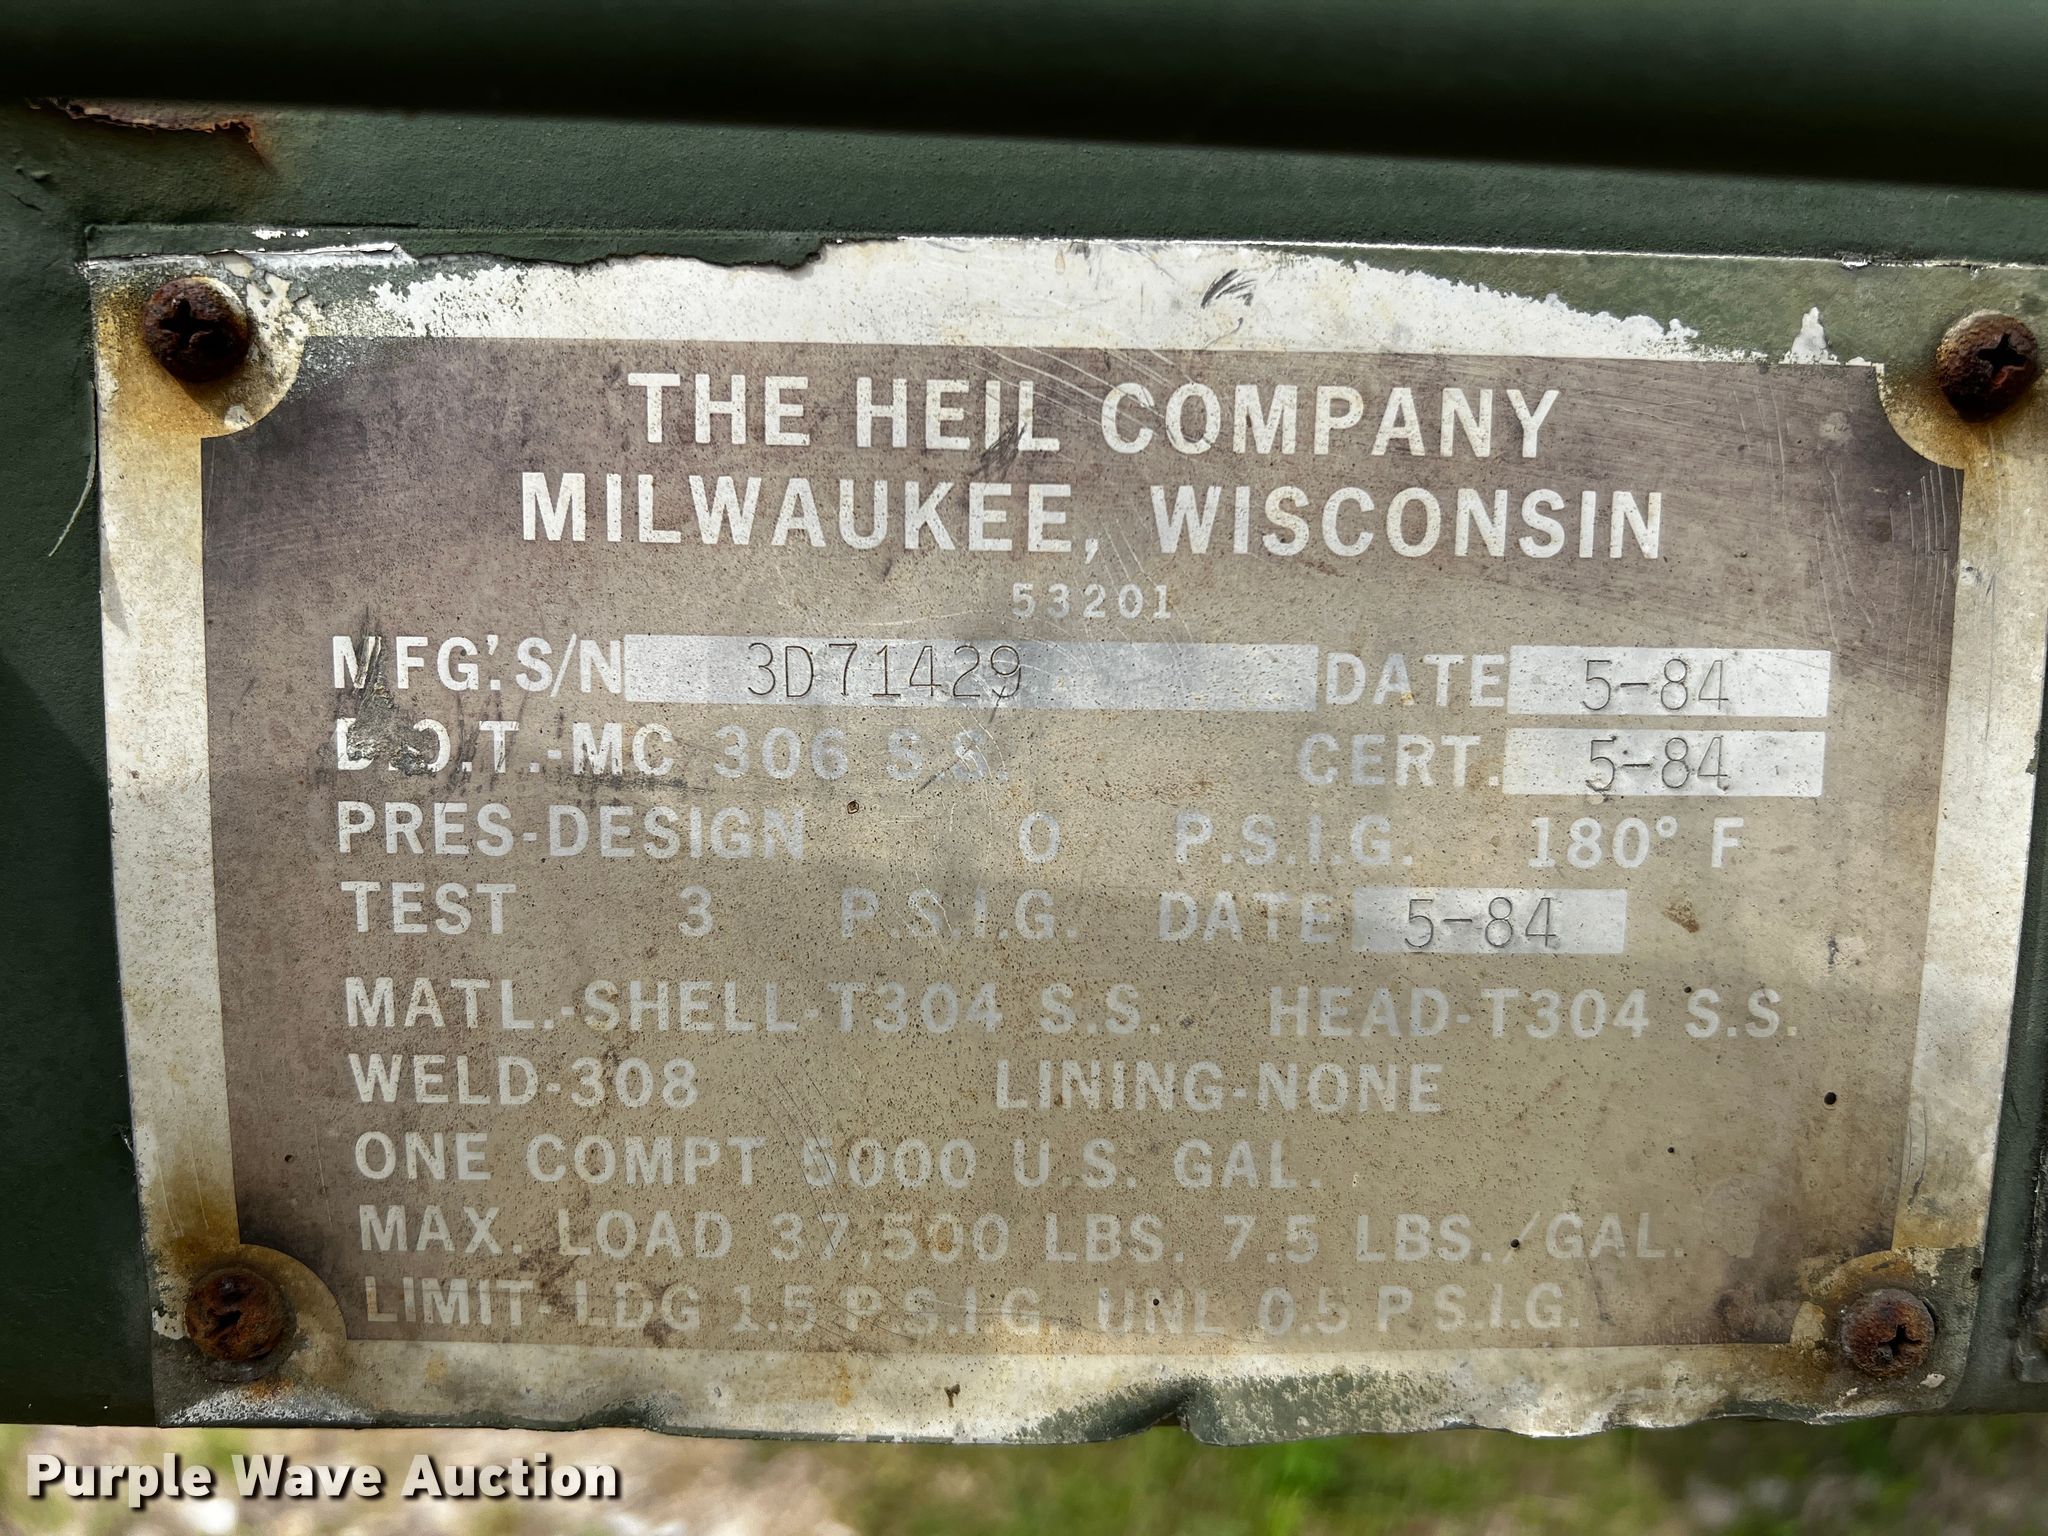 THE HEIL COMPANY
MILWAUKEE, WISCONSIN
53201
MFG'.S/N 3D71429 DATE 5-84
D.O.T.-MC 306 S.S. CERT. 5-84
PRES-DESIGN 0 P.S.I.G. 180° F
TEST 3 P.S.I.G. DATE 5-84
MATL.-SHELL-T304 S.S. HEAD-T304 S.S.
WELD-308 LINING-NONE
ONE COMPT 5000 U.S. GAL.
MAX. LOAD 37,500 LBS. 7.5 LBS./GAL.
LIMIT-LDG 1.5 P.S.I.G. UNL 0.5 P.S.I.G.
Purple Wave Auction